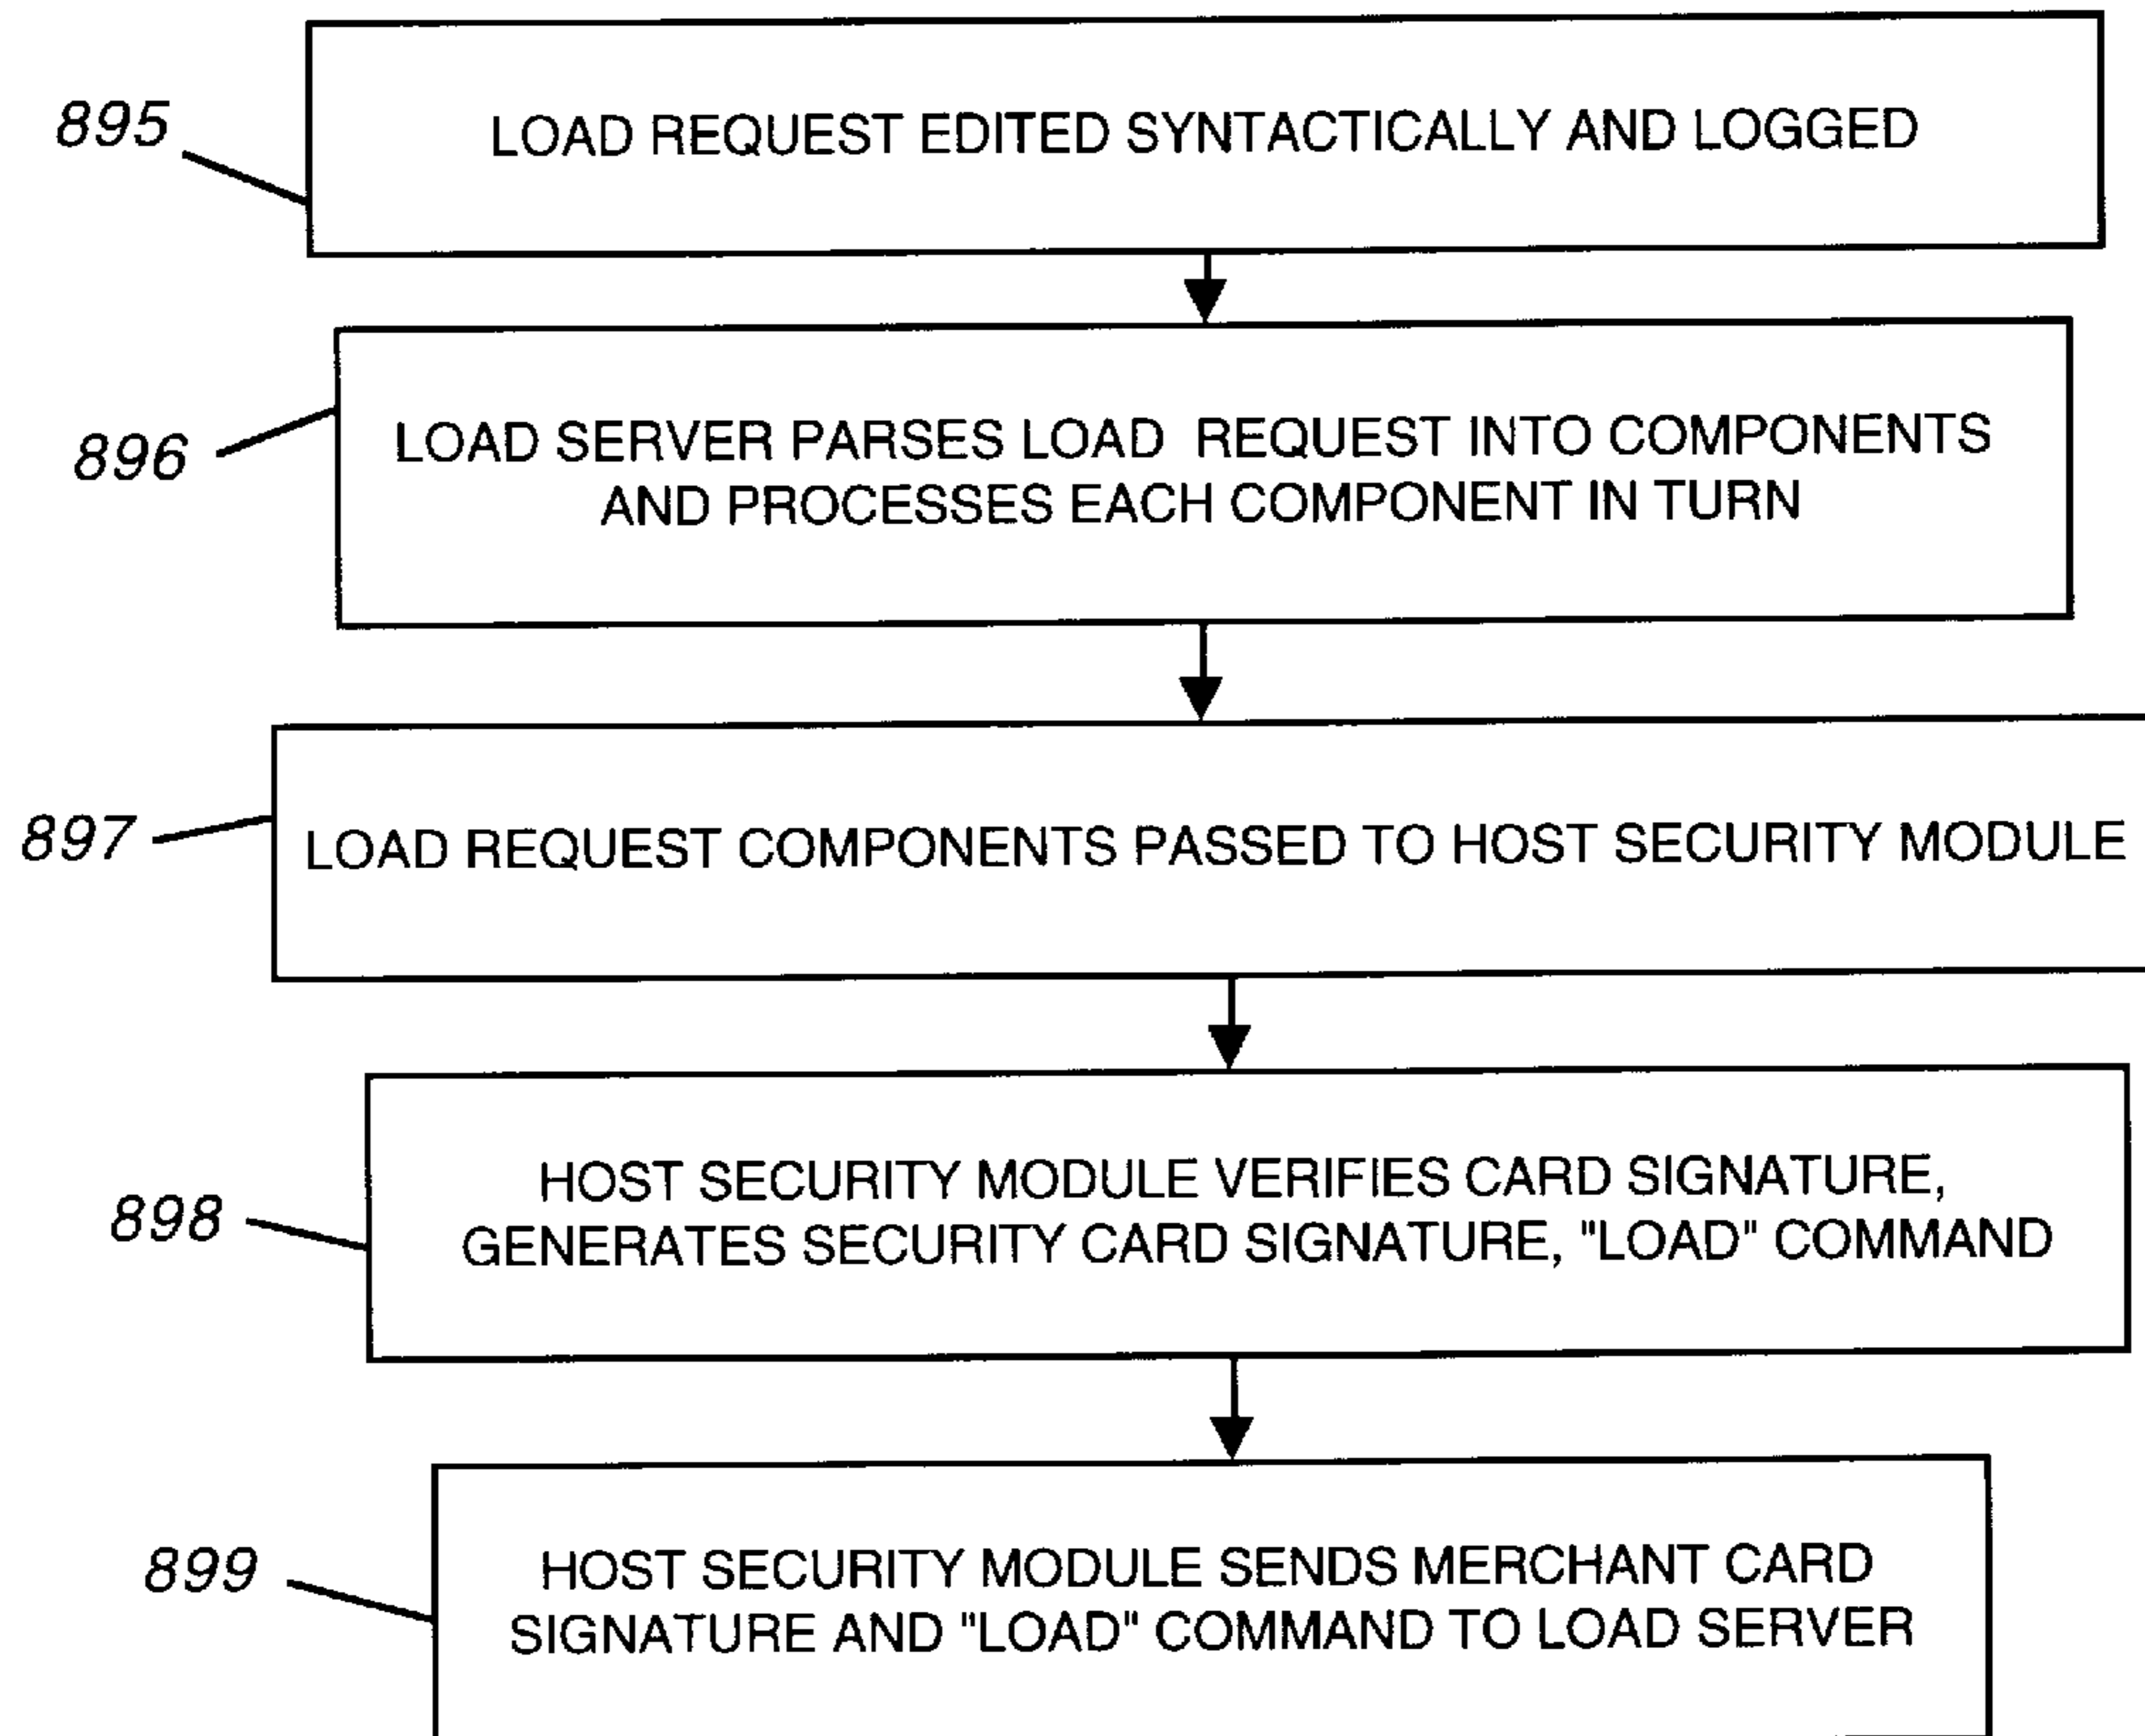 895
LOAD REQUEST EDITED SYNTACTICALLY AND LOGGED
896
LOAD SERVER PARSES LOAD REQUEST INTO COMPONENTS
AND PROCESSES EACH COMPONENT IN TURN
897
LOAD REQUEST COMPONENTS PASSED TO HOST SECURITY MODULE
898
HOST SECURITY MODULE VERIFIES CARD SIGNATURE,
GENERATES SECURITY CARD SIGNATURE, "LOAD" COMMAND
899
HOST SECURITY MODULE SENDS MERCHANT CARD
SIGNATURE AND "LOAD" COMMAND TO LOAD SERVER